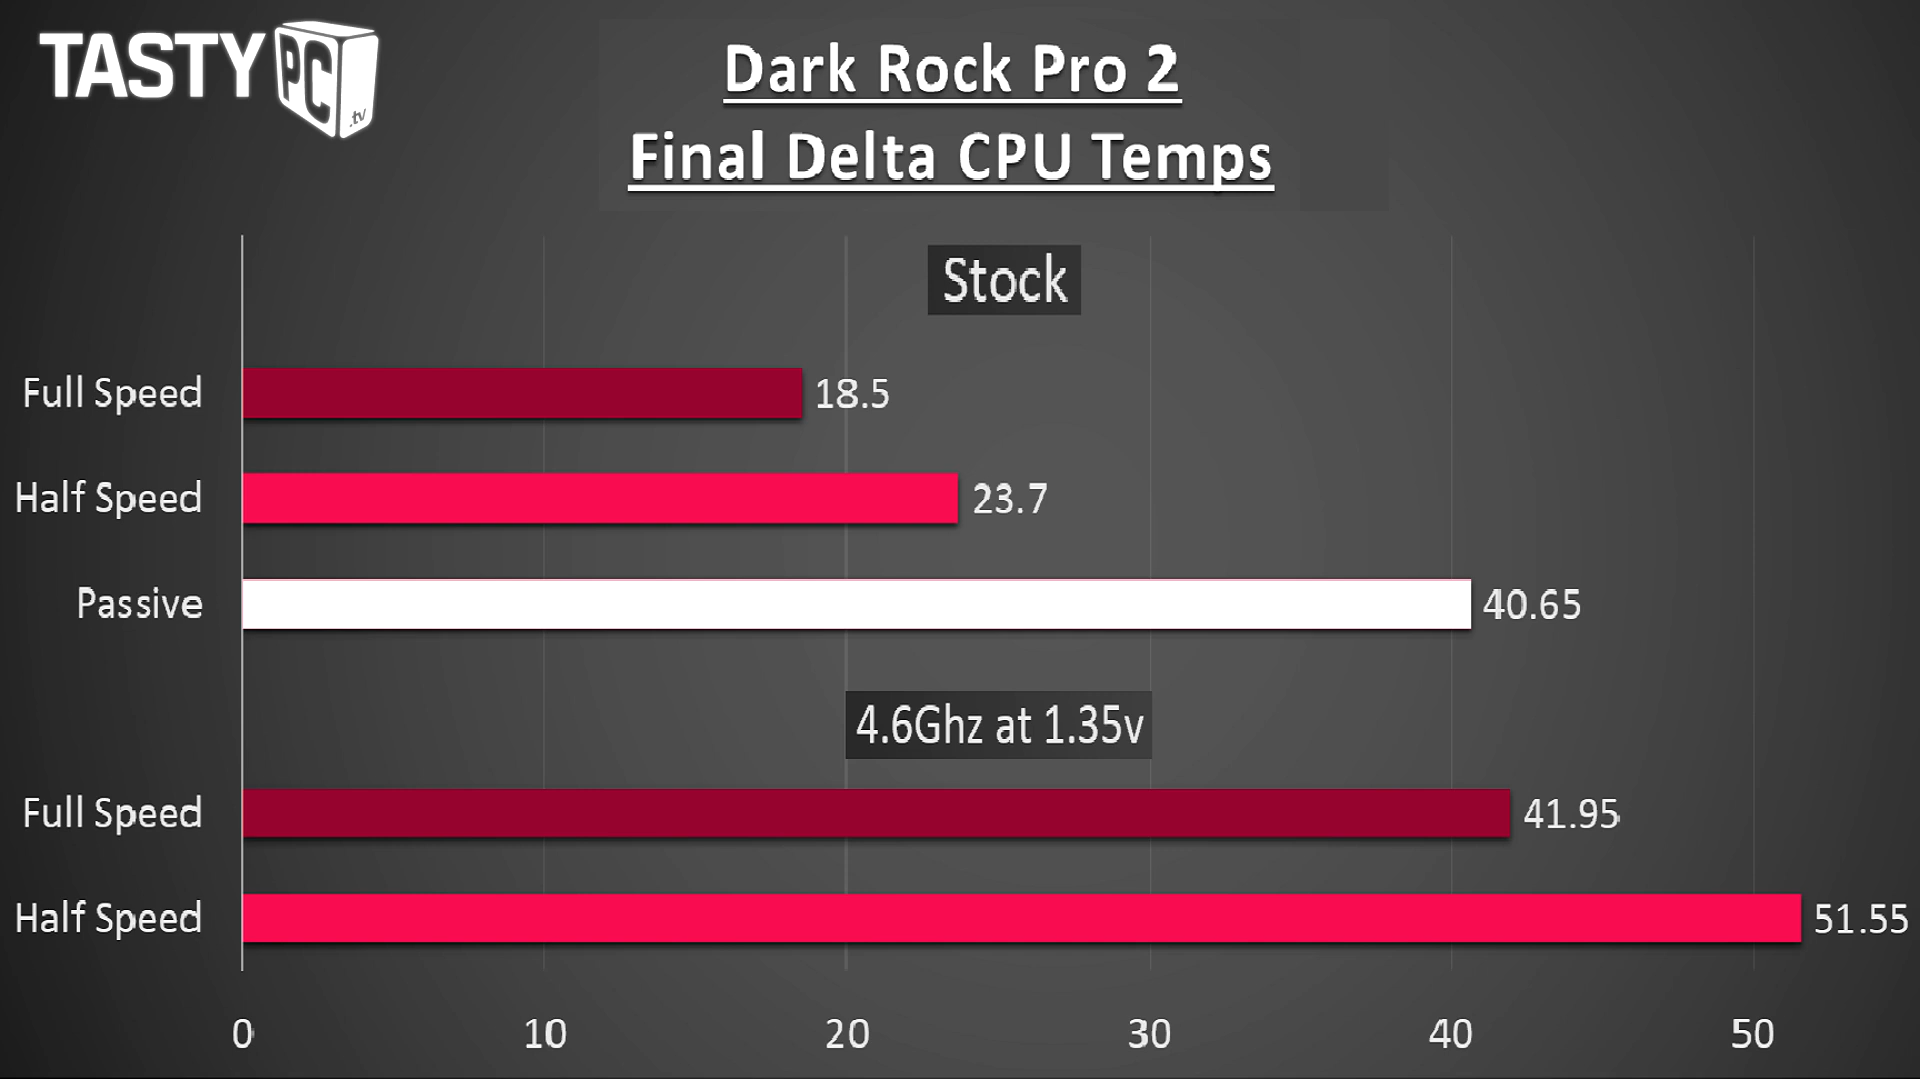 TASTY PC .tv
Dark Rock Pro 2
Final Delta CPU Temps
Stock
Full Speed 18.5
Half Speed 23.7
Passive 40.65
4.6Ghz at 1.35v
Full Speed 41.95
Half Speed 51.55
0 10 20 30 40 50